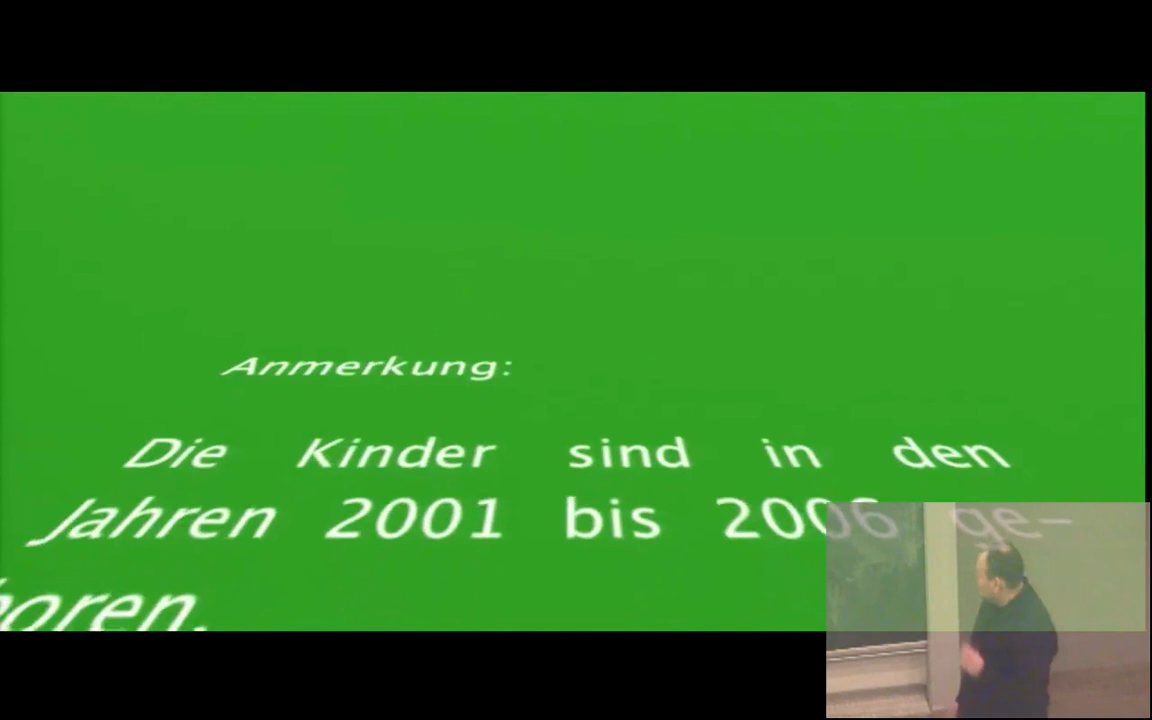 Anmerkung:
Die Kinder sind in den
Jahren 2001 bis 2006 ge-
boren.